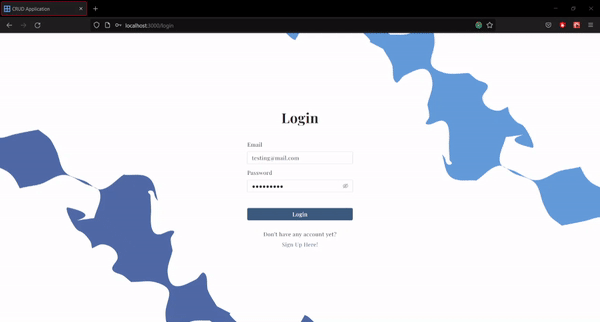 CRUD Application
localhost:3000/login
Login
Email
testing@mail.com
Password
Login
Don't have any account yet?
Sign Up Here!